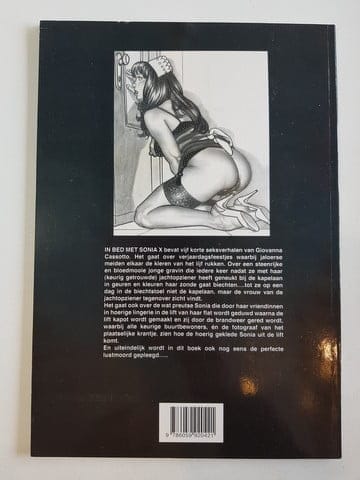 30
IN BED MET SONIA X bevat vijf korte seksverhalen van Giovanna
Cassotto. Het gaat over verjaardagsfeestjes waarbij jaloerse
meiden elkaar de kleren van het lijf rukken. Over een steenrijke
en bloedmooie jonge gravin die iedere keer nadat ze met haar
(keurig getrouwde) jachtopziener heeft geneukt bij de kapelaan
in geuren en kleuren haar zonde gaat biechten....tot ze op een
dag in de biechtstoel niet de kapelaan, maar de vrouw van de
jachtopziener tegenover zicht vindt.
Het gaat ook over de wat preutse Sonia die door haar vriendinnen
in hoerige lingerie in de lift van haar flat wordt geduwd waarna de
lift kapot wordt gemaakt en zij door de brandweer gered wordt,
waarbij alle keurige buurtbewoners, én de fotograaf van het
plaatselijke krantje, zien hoe de hoerig geklede Sonia uit de lift
komt.
En uiteindelijk wordt in dit boek ook nog eens de perfecte
lustmoord gepleegd.....
9 786059 920421